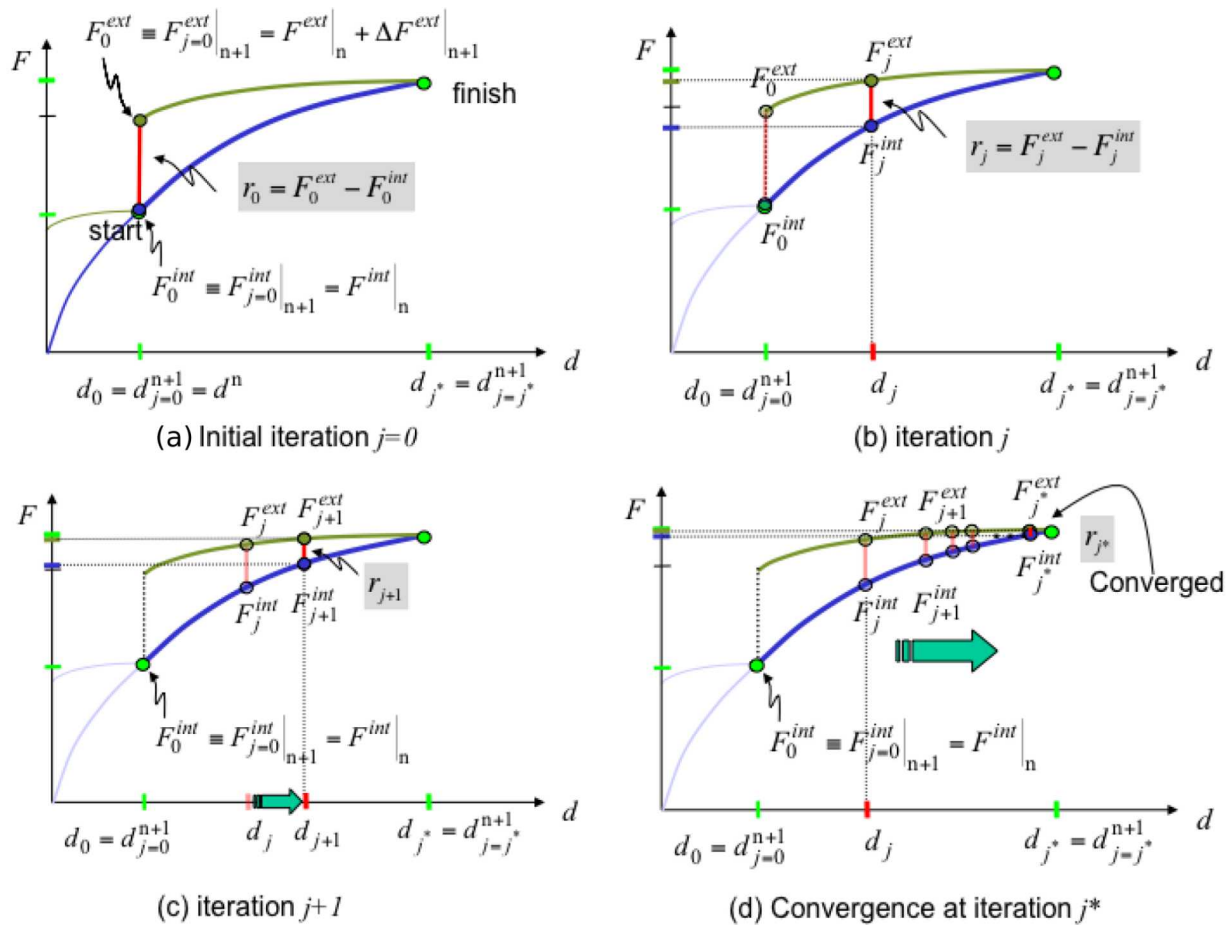 F_0^{ext} ≡ F_{j=0}^{ext}|_{n+1} = F^{ext}|_n + ΔF^{ext}|_{n+1}
F
finish
r_0 = F_0^{ext} − F_0^{int}
start
F_0^{int} ≡ F_{j=0}^{int}|_{n+1} = F^{int}|_n
d
d_0 = d_{j=0}^{n+1} = d^n
d_{j*} = d_{j=j*}^{n+1}
(a) Initial iteration j=0
F
F_0^{ext}
F_j^{ext}
F_j^{int}
r_j = F_j^{ext} − F_j^{int}
F_0^{int}
d
d_0 = d_{j=0}^{n+1}
d_j
d_{j*} = d_{j=j*}^{n+1}
(b) iteration j
F
F_j^{ext}
F_{j+1}^{ext}
r_{j+1}
F_j^{int}
F_{j+1}^{int}
F_0^{int} ≡ F_{j=0}^{int}|_{n+1} = F^{int}|_n
d
d_0 = d_{j=0}^{n+1}
d_j
d_{j+1}
d_{j*} = d_{j=j*}^{n+1}
(c) iteration j+1
F
F_j^{ext}
F_{j+1}^{ext}
F_{j*}^{ext}
r_{j*}
F_{j*}^{int}
Converged
F_j^{int}
F_{j+1}^{int}
F_0^{int} ≡ F_{j=0}^{int}|_{n+1} = F^{int}|_n
d
d_0 = d_{j=0}^{n+1}
d_j
d_{j*} = d_{j=j*}^{n+1}
(d) Convergence at iteration j*